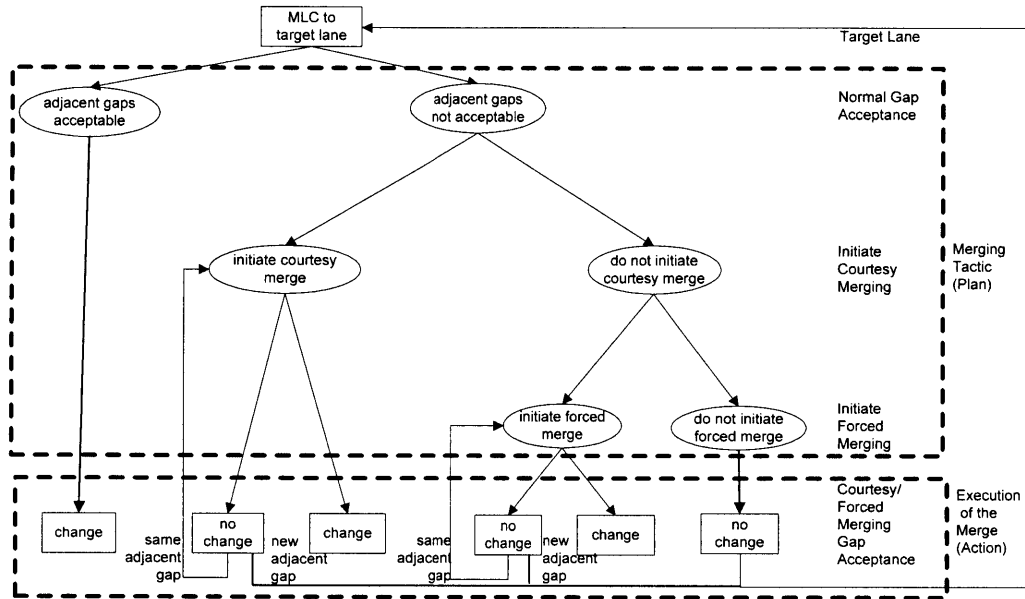 MLC to
target lane
Target Lane
adjacent gaps
acceptable
adjacent gaps
not acceptable
Normal Gap
Acceptance
initiate courtesy
merge
do not initiate
courtesy merge
Initiate
Courtesy
Merging
Merging
Tactic
(Plan)
initiate forced
merge
do not initiate
forced merge
Initiate
Forced
Merging
change
no
change
change
no
change
change
no
change
same
adjacent
gap
new
adjacent
gap
same
adjacent
gap
new
adjacent
gap
Courtesy/
Forced
Merging
Gap
Acceptance
Execution
of the
Merge
(Action)